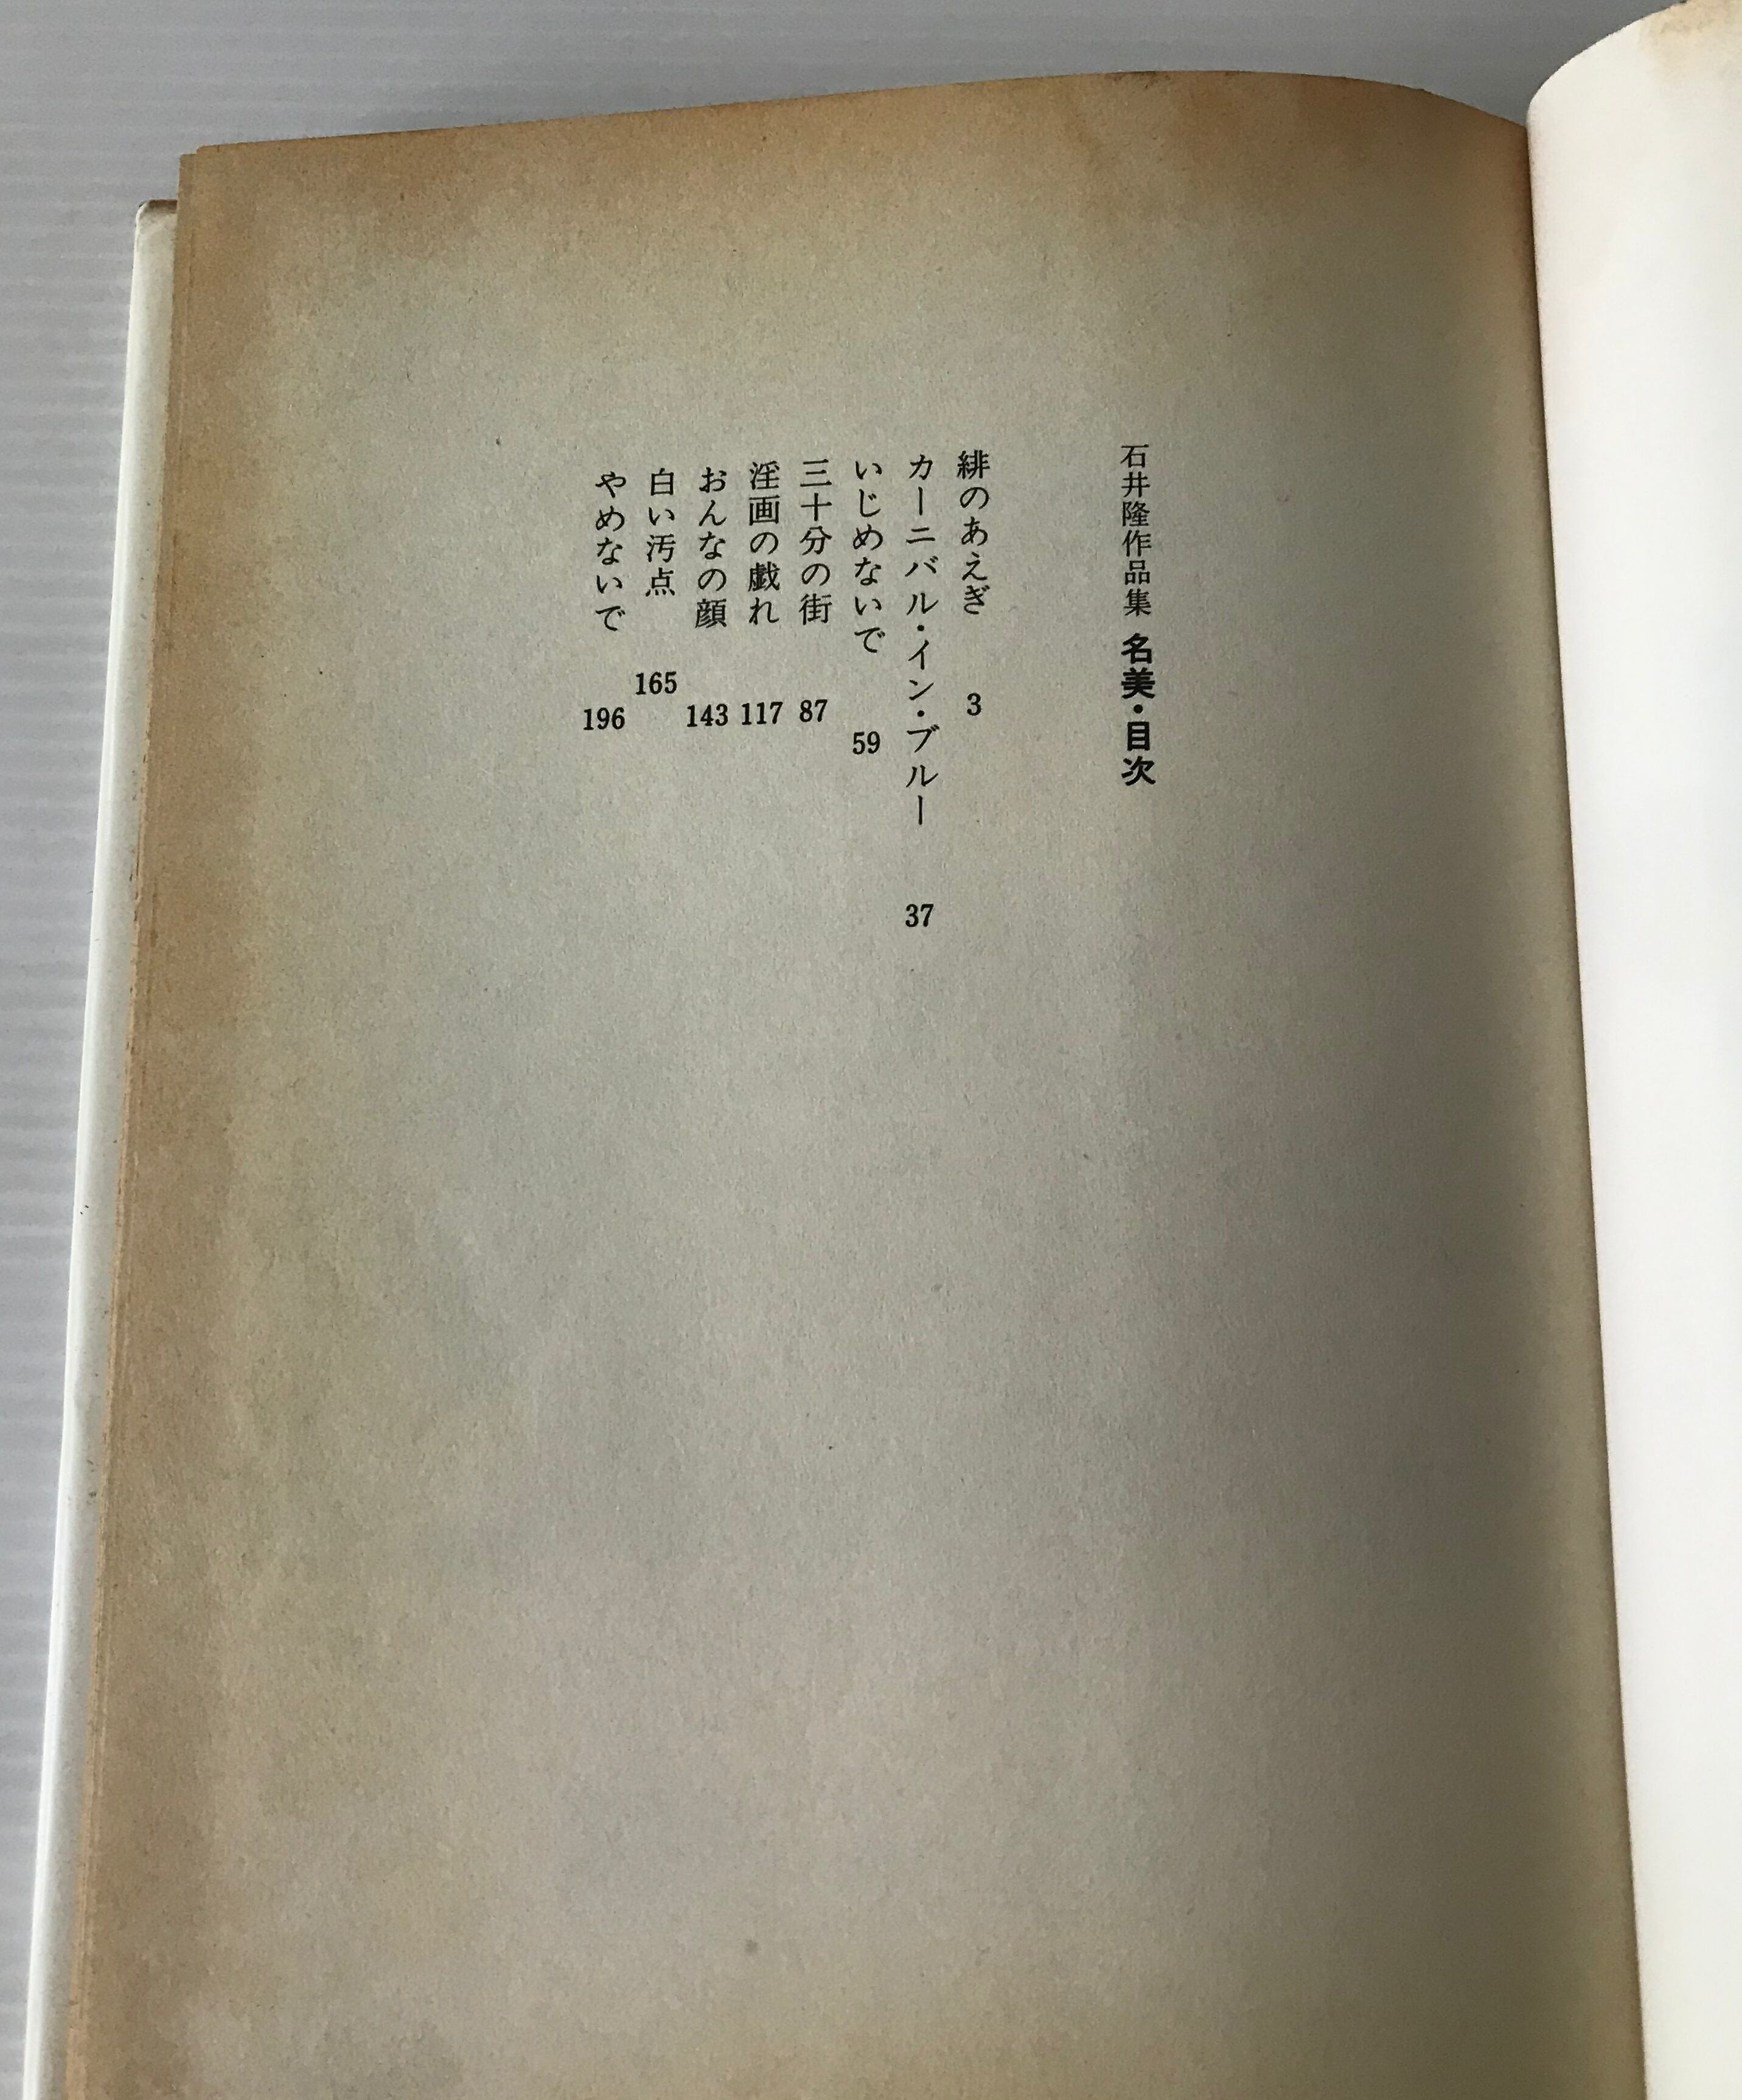 石井隆作品集 名美・目次
緋のあえぎ 3
カーニバル・イン・ブルー 37
いじめないで 59
三十分の街 87
淫画の戯れ 117
おんなの顔 143
白い汚点 165
やめないで 196